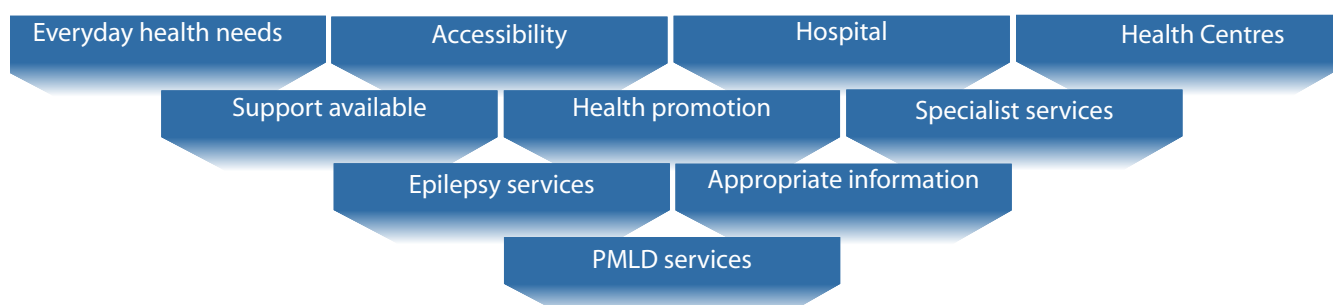 Everyday health needs
Accessibility
Hospital
Health Centres
Support available
Health promotion
Specialist services
Epilepsy services
Appropriate information
PMLD services